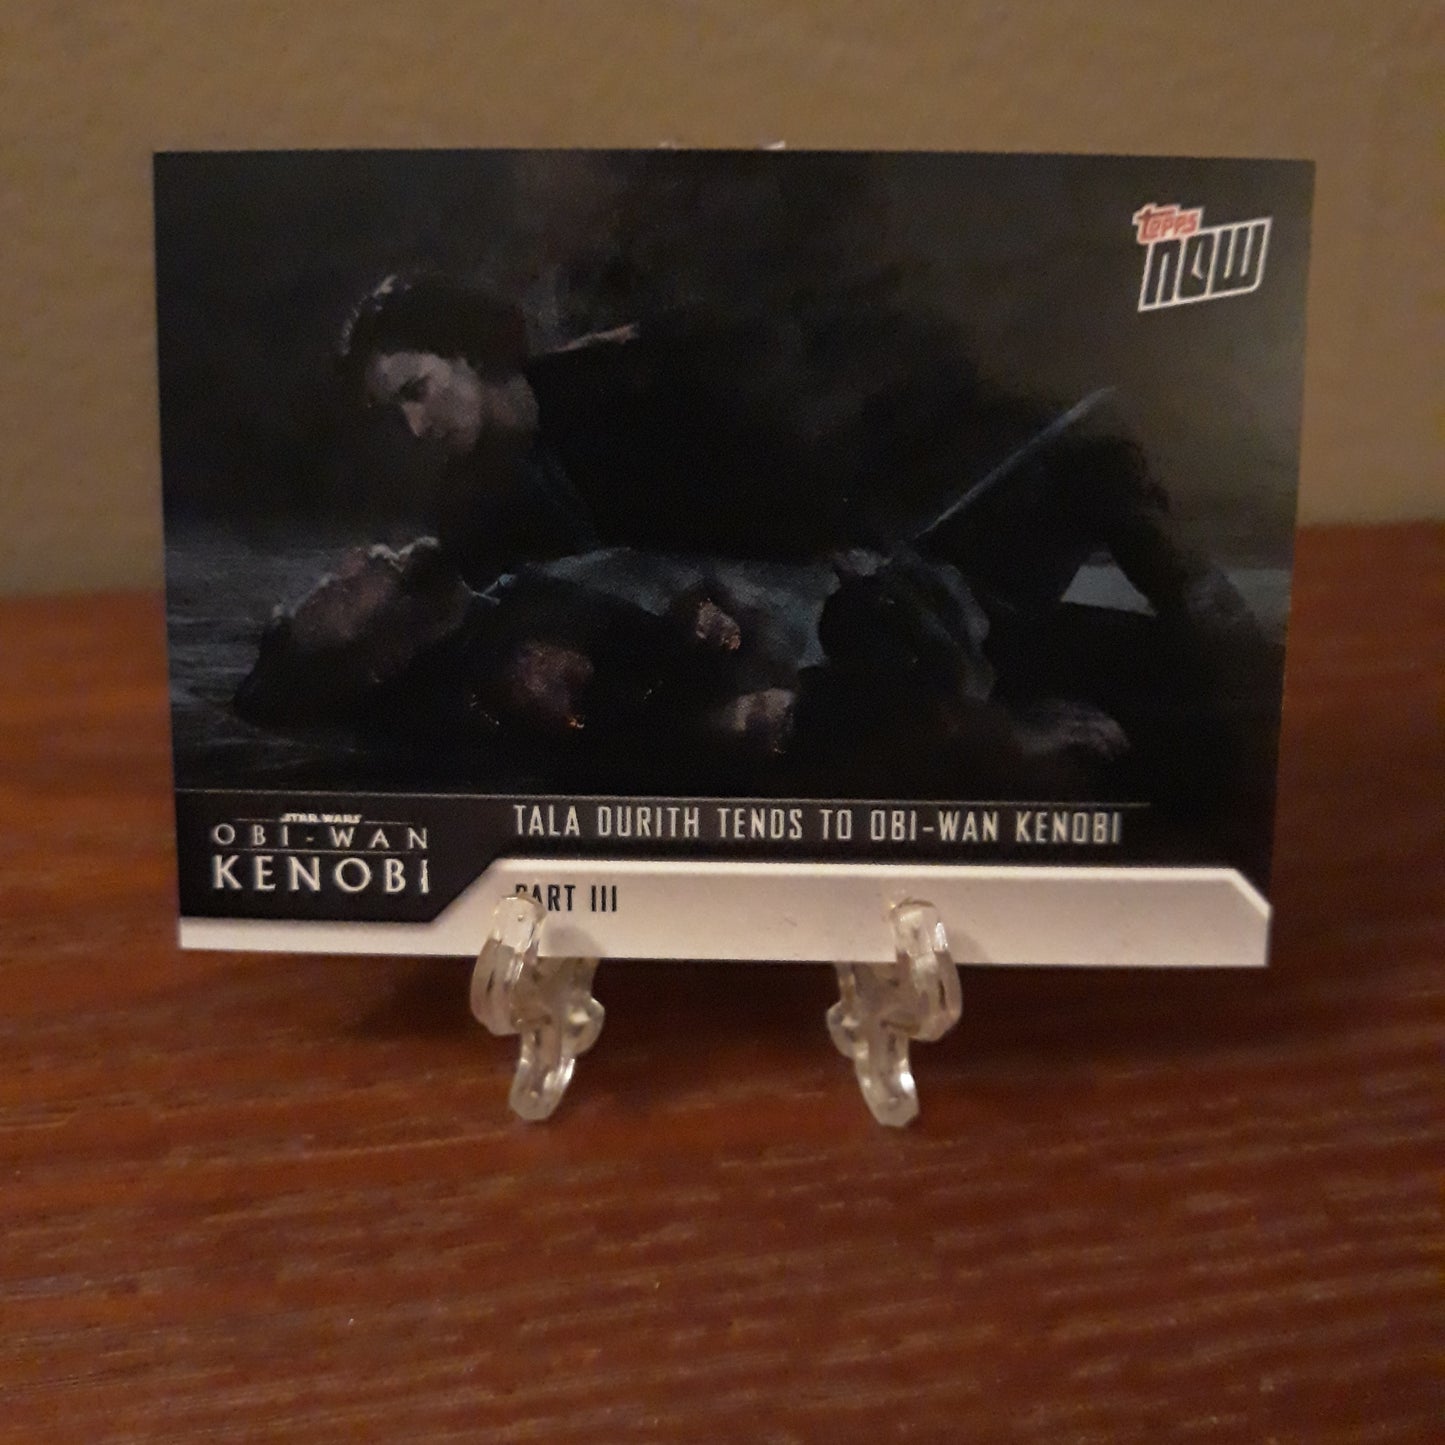 topps
now
STAR WARS
OBI-WAN
KENOBI
TALA DURITH TENDS TO OBI-WAN KENOBI
PART III